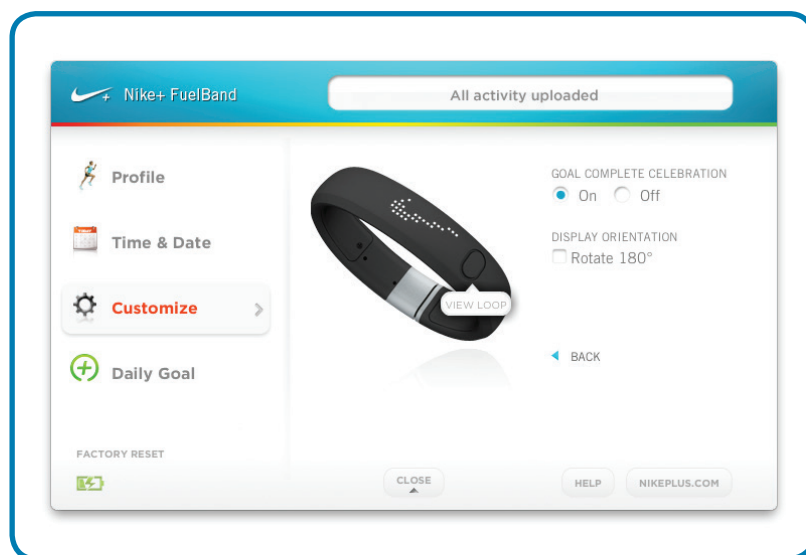 Nike+ FuelBand
All activity uploaded
Profile
Time & Date
Customize
Daily Goal
FACTORY RESET
VIEW LOOP
GOAL COMPLETE CELEBRATION
On Off
DISPLAY ORIENTATION
Rotate 180°
BACK
CLOSE
HELP
NIKEPLUS.COM